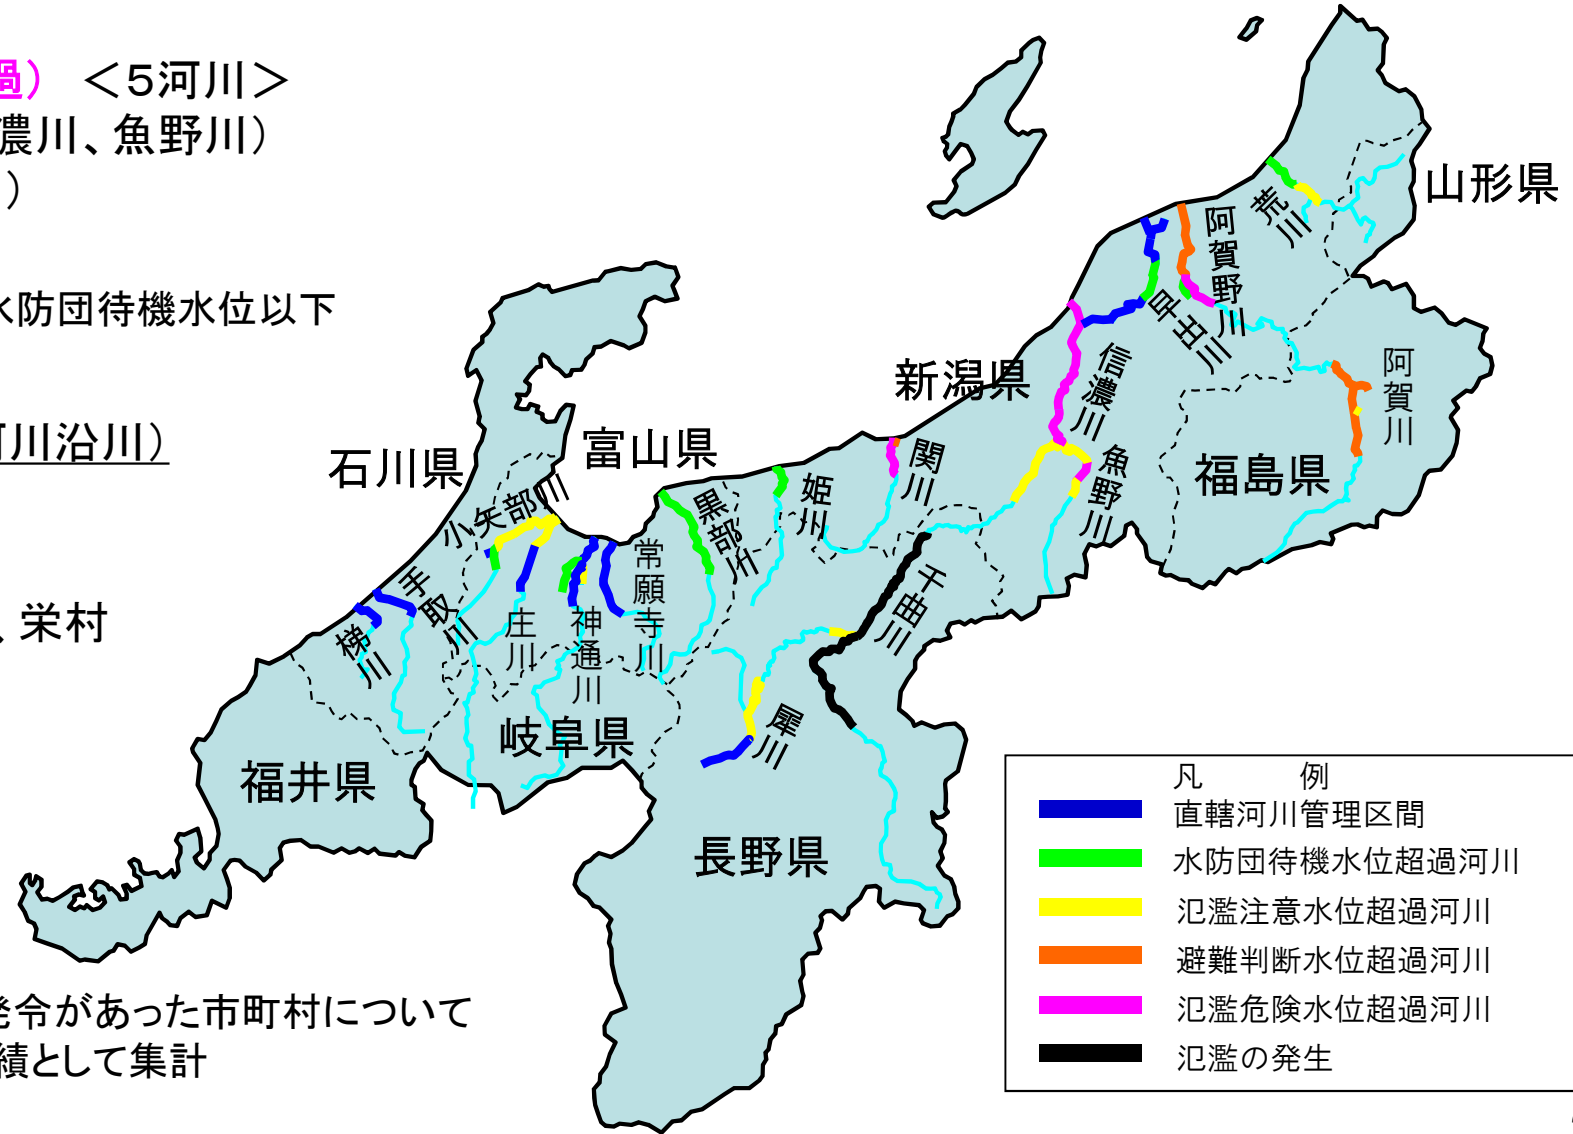 過） ＜５河川＞
濃川、魚野川）
）
水防団待機水位以下
河川沿川）
、栄村
発令があった市町村について
績として集計
山形県
荒川
阿賀野川
早出川
阿賀川
新潟県
信濃川
魚野川
福島県
関川
姫川
富山県
石川県
小矢部川
黒部川
常願寺川
手取川
梯川
庄川
神通川
千曲川
犀川
岐阜県
福井県
長野県
凡 例
直轄河川管理区間
水防団待機水位超過河川
氾濫注意水位超過河川
避難判断水位超過河川
氾濫危険水位超過河川
氾濫の発生